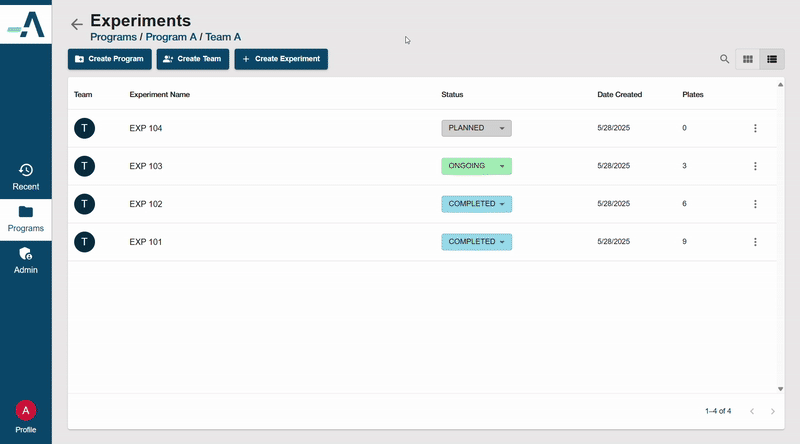 Experiments
Programs / Program A / Team A
Create Program
Create Team
Create Experiment
Team Experiment Name Status Date Created Plates
T EXP 104 PLANNED 5/28/2025 0
T EXP 103 ONGOING 5/28/2025 3
T EXP 102 COMPLETED 5/28/2025 6
T EXP 101 COMPLETED 5/28/2025 9
1–4 of 4
Recent
Programs
Admin
A
Profile